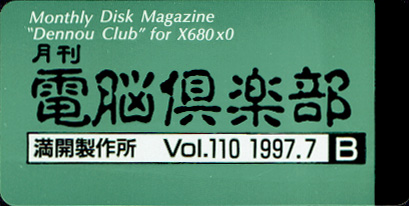 Monthly Disk Magazine
"Dennou Club" for X680x0
月刊
電脳倶楽部
満開製作所 Vol.110 1997.7 B